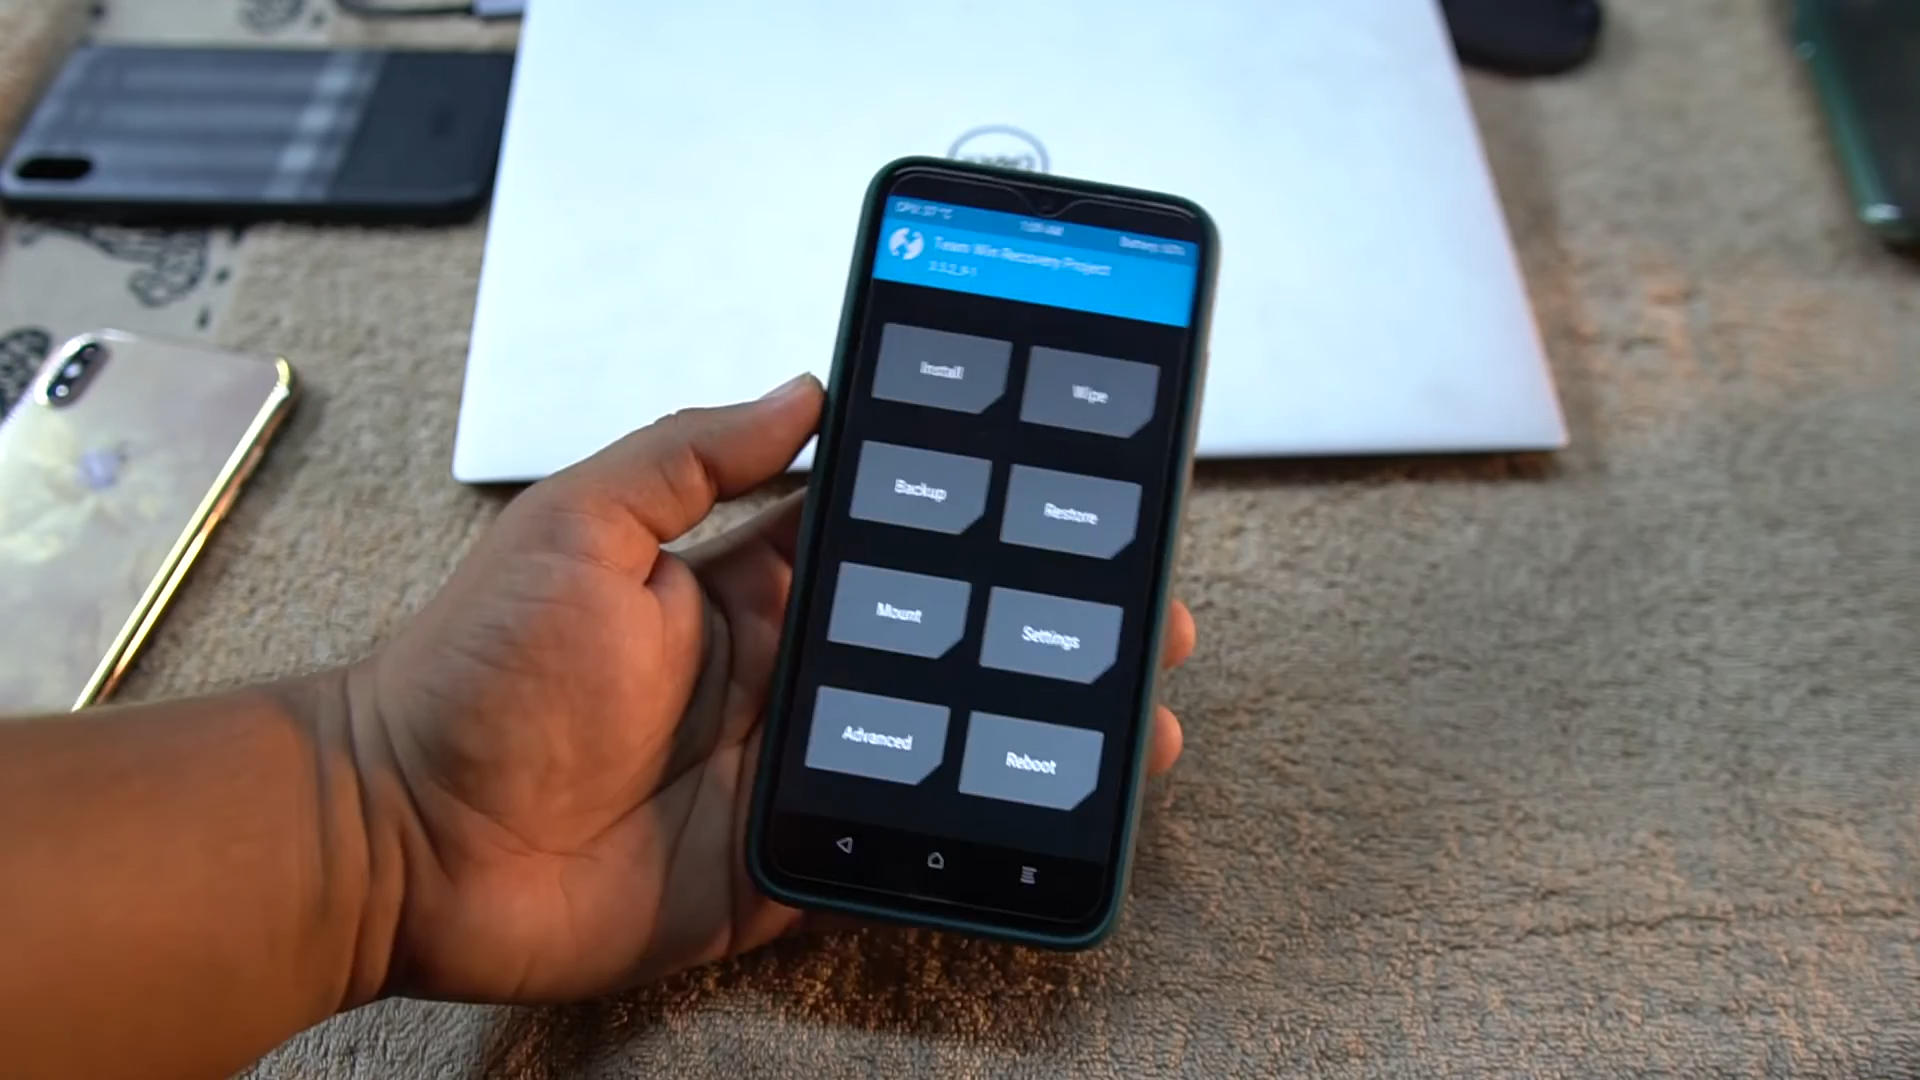 Team Win Recovery Project
Install
Wipe
Backup
Restore
Mount
Settings
Advanced
Reboot